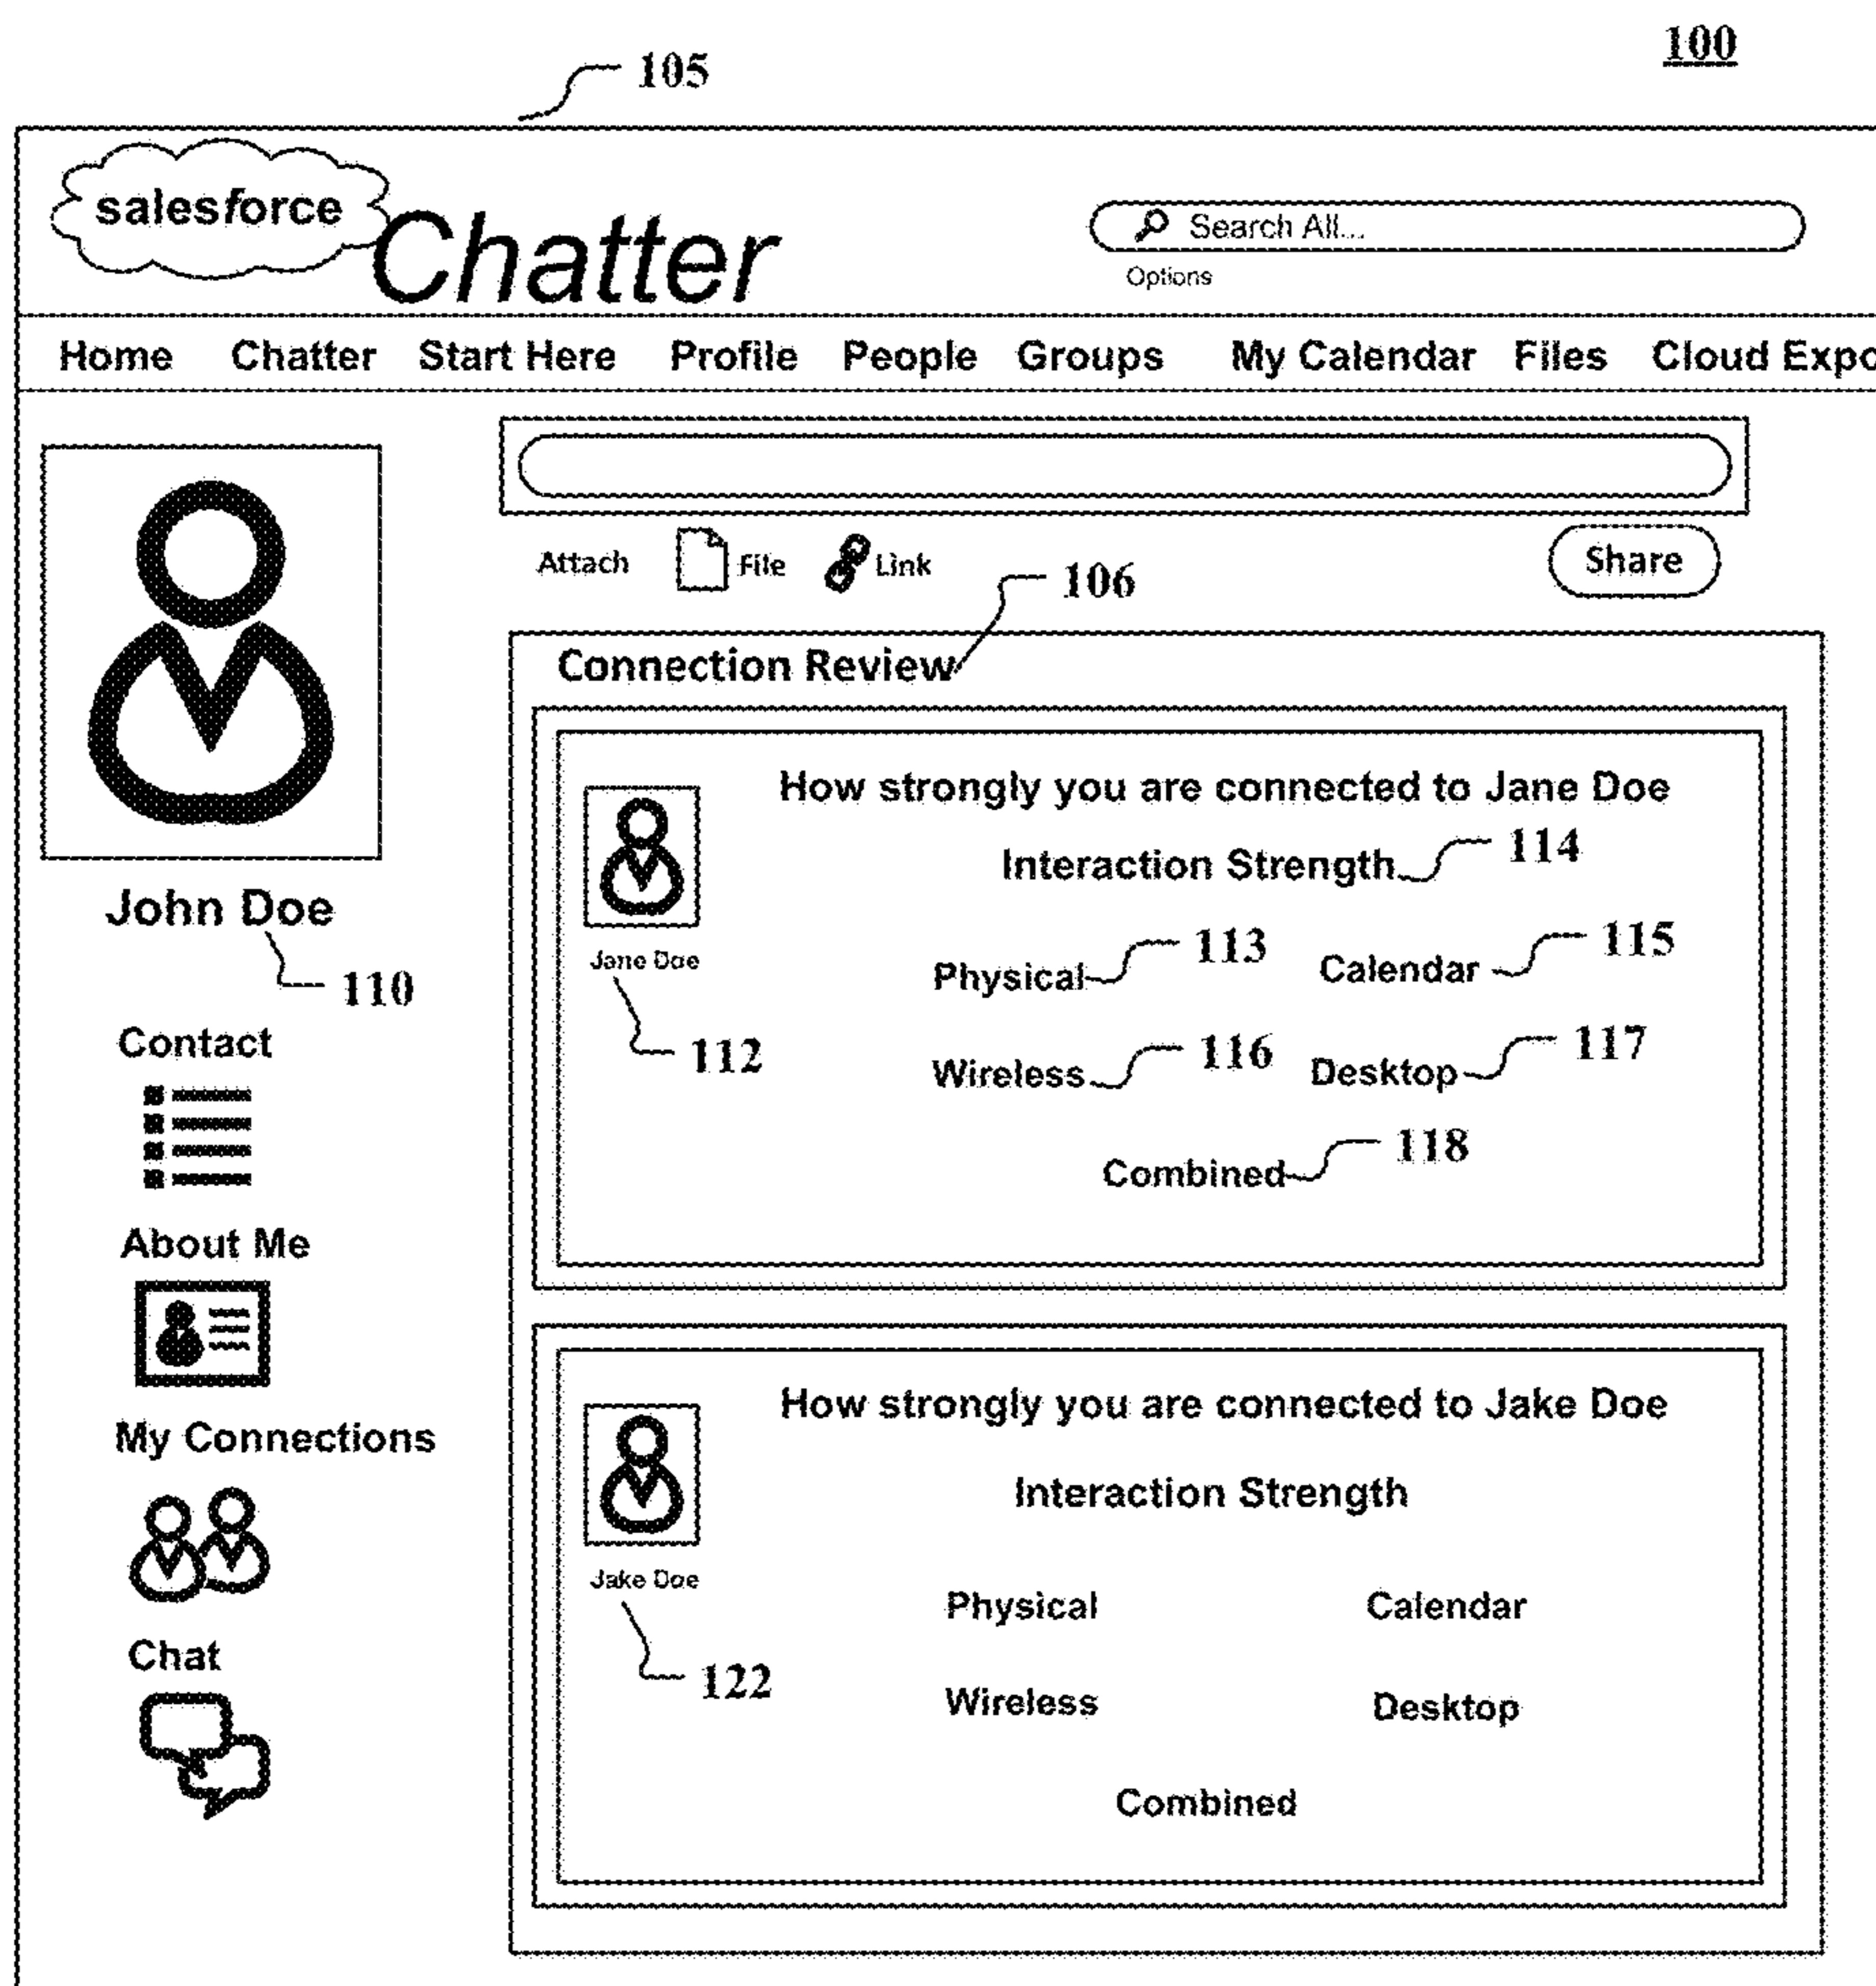 100
105
salesforce
Chatter
Search All...
Options
Home Chatter Start Here Profile People Groups My Calendar Files Cloud Expo
Attach File Link
Share
106
Connection Review
John Doe
110
Contact
About Me
My Connections
Chat
How strongly you are connected to Jane Doe
Interaction Strength 114
Jane Doe
112
Physical 113 Calendar 115
Wireless 116 Desktop 117
Combined 118
How strongly you are connected to Jake Doe
Interaction Strength
Jake Doe
122
Physical Calendar
Wireless Desktop
Combined